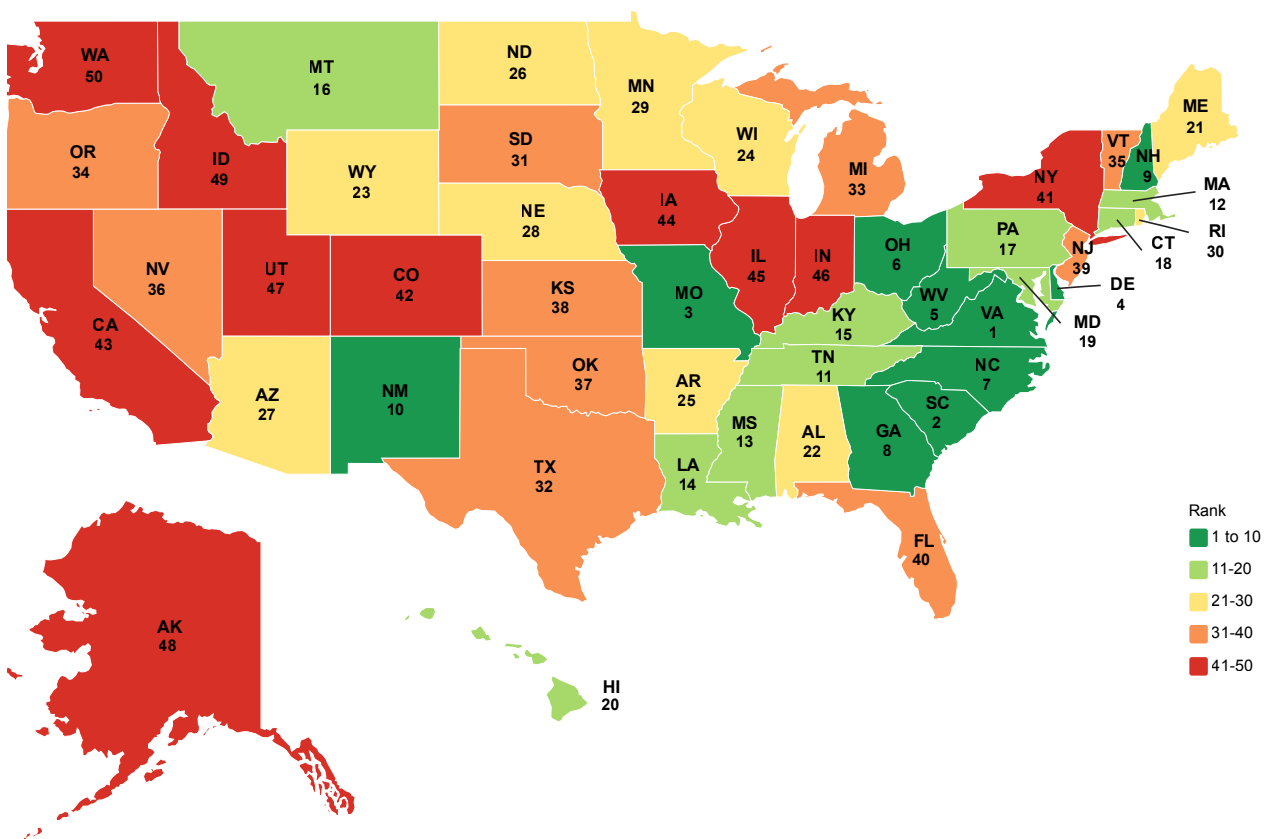 WA
50
MT
16
ND
26
MN
29
ME
21
OR
34
ID
49
WY
23
SD
31
WI
24
MI
33
VT
35
NH
9
NY
41
MA
12
NE
28
IA
44
PA
17
RI
30
CT
18
NV
36
UT
47
CO
42
KS
38
IL
45
IN
46
OH
6
NJ
39
DE
4
CA
43
MO
3
WV
5
VA
1
MD
19
KY
15
AZ
27
NM
10
OK
37
AR
25
TN
11
NC
7
SC
2
TX
32
LA
14
MS
13
AL
22
GA
8
FL
40
AK
48
HI
20
Rank
1 to 10
11-20
21-30
31-40
41-50